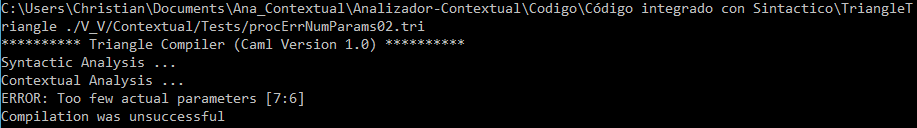 C:\Users\Christian\Documents\Ana_Contextual\Analizador-Contextual\Codigo\Código integrado con Sintactico\TriangleT
riangle ./V_V/Contextual/Tests/procErrNumParams02.tri
********** Triangle Compiler (Caml Version 1.0) **********
Syntactic Analysis ...
Contextual Analysis ...
ERROR: Too few actual parameters [7:6]
Compilation was unsuccessful